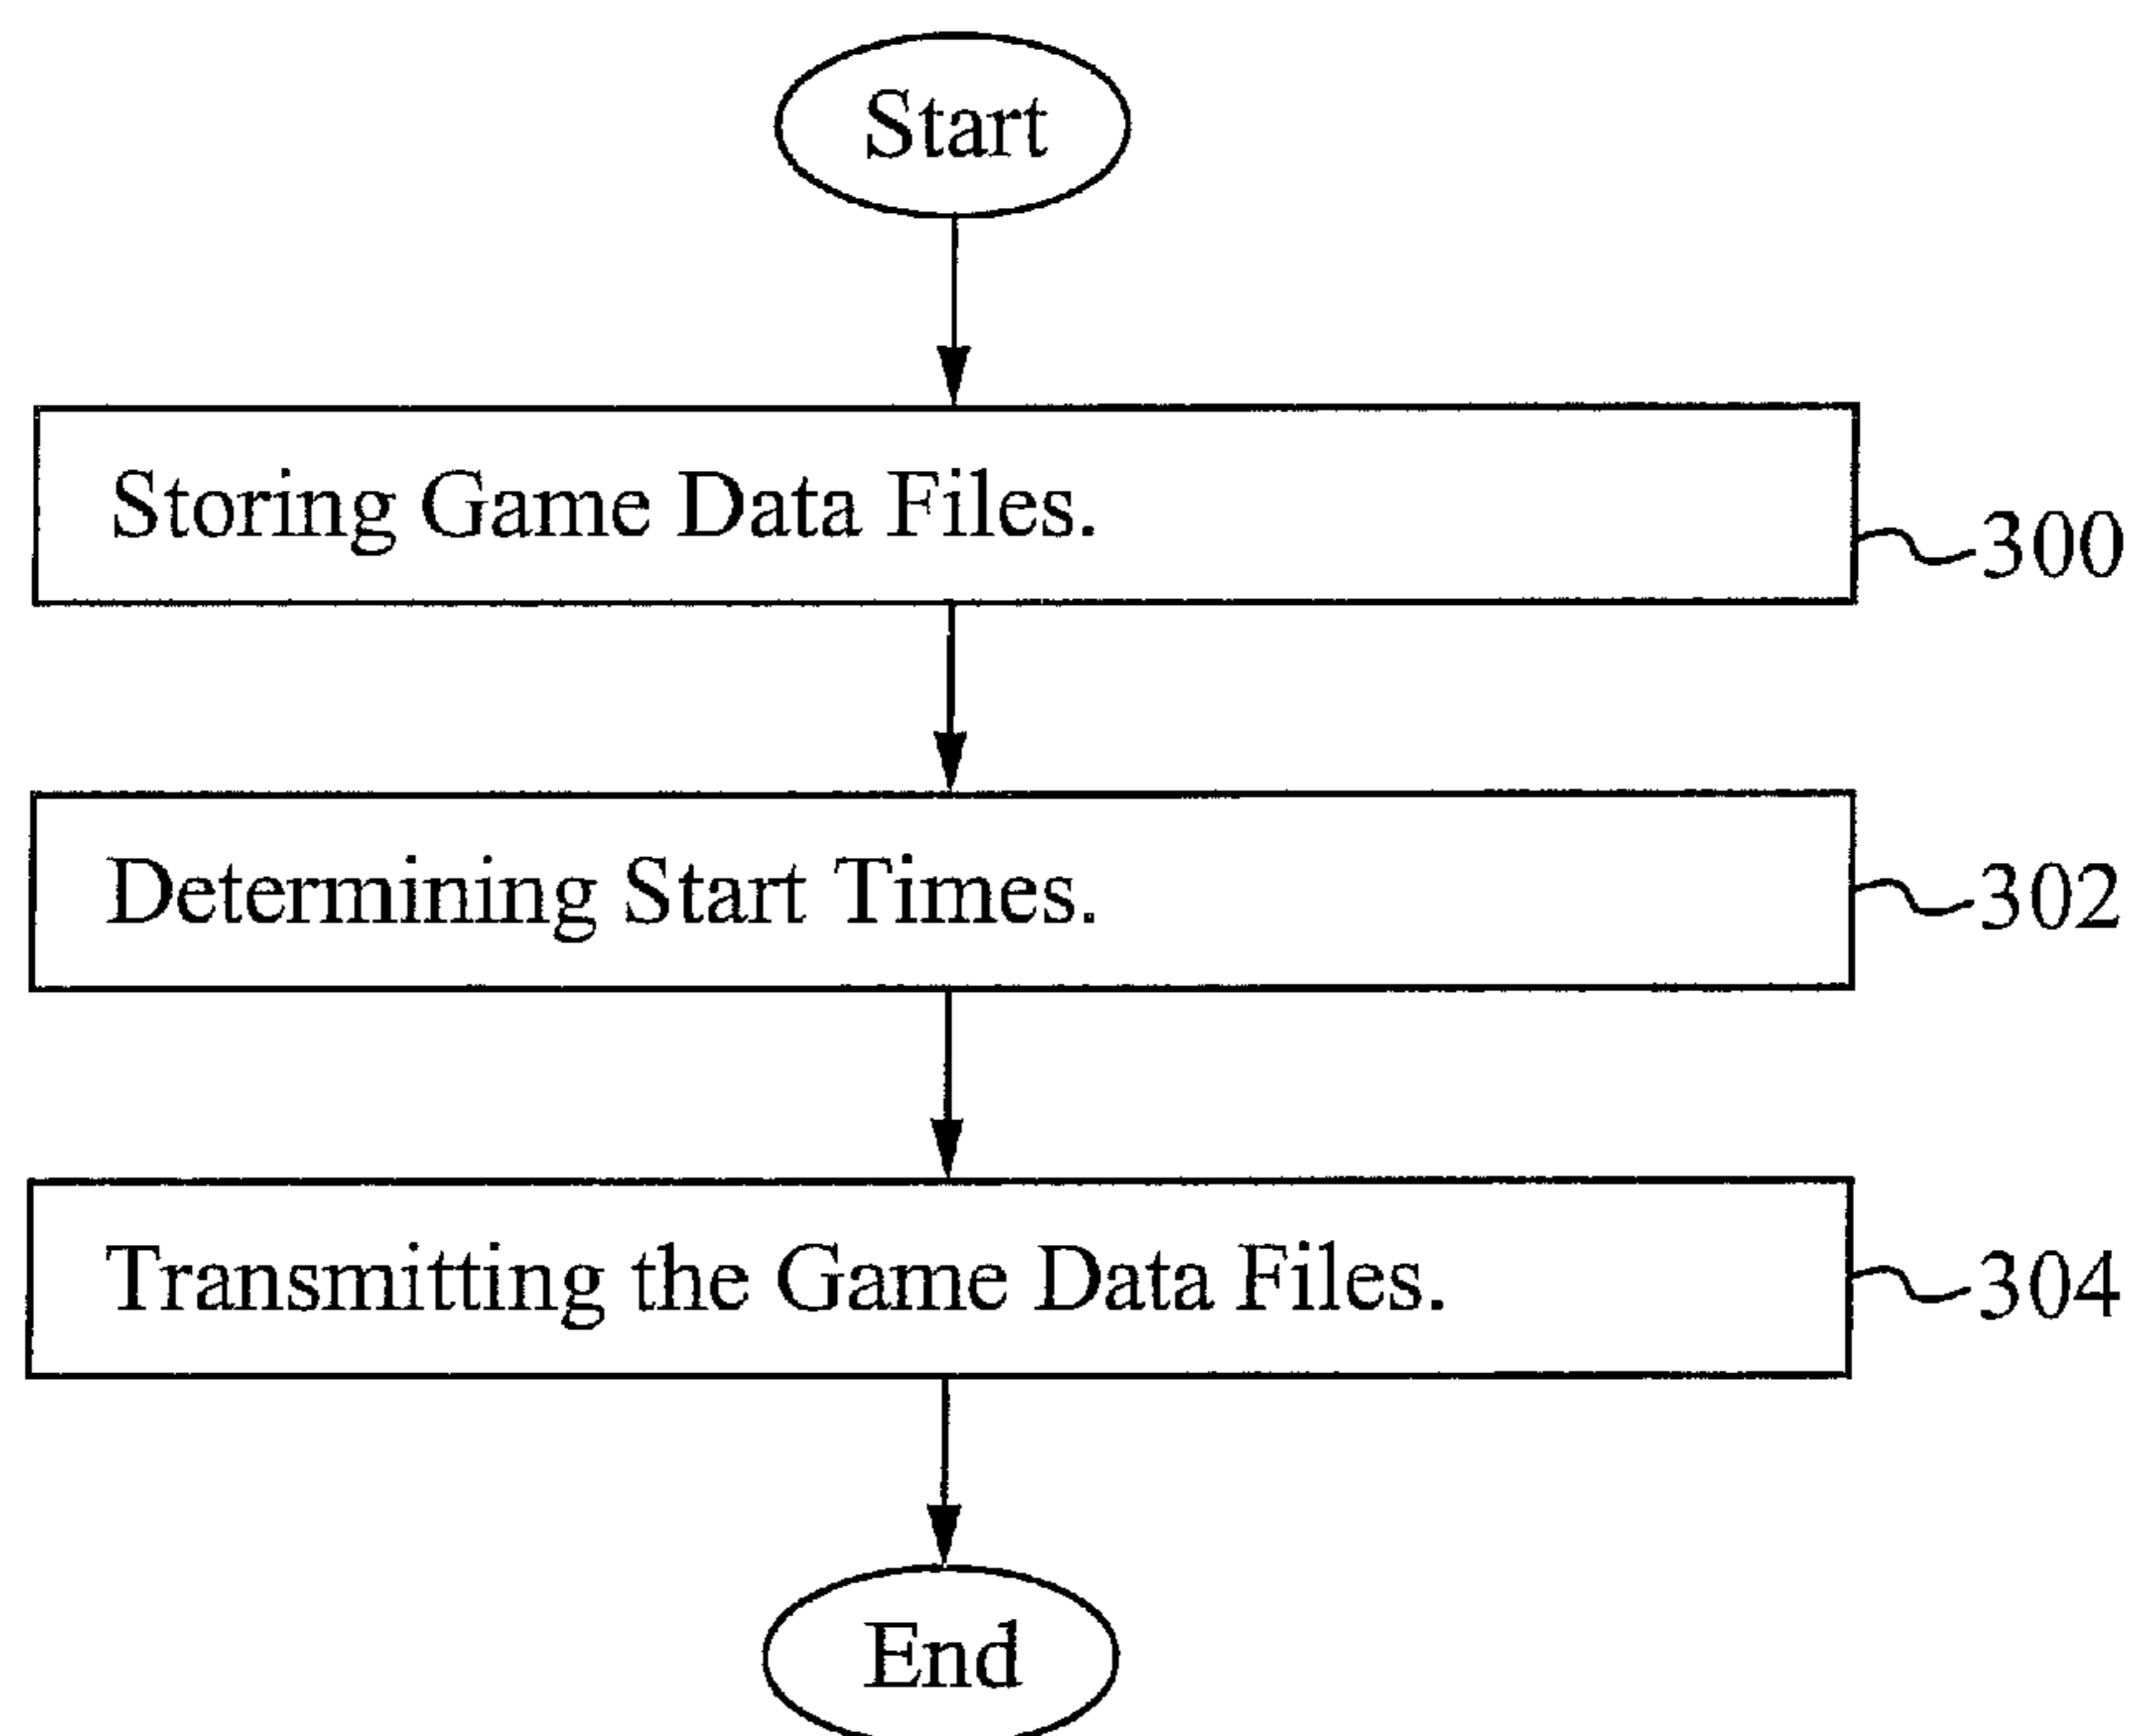 Start
Storing Game Data Files.
300
Determining Start Times.
302
Transmitting the Game Data Files.
304
End